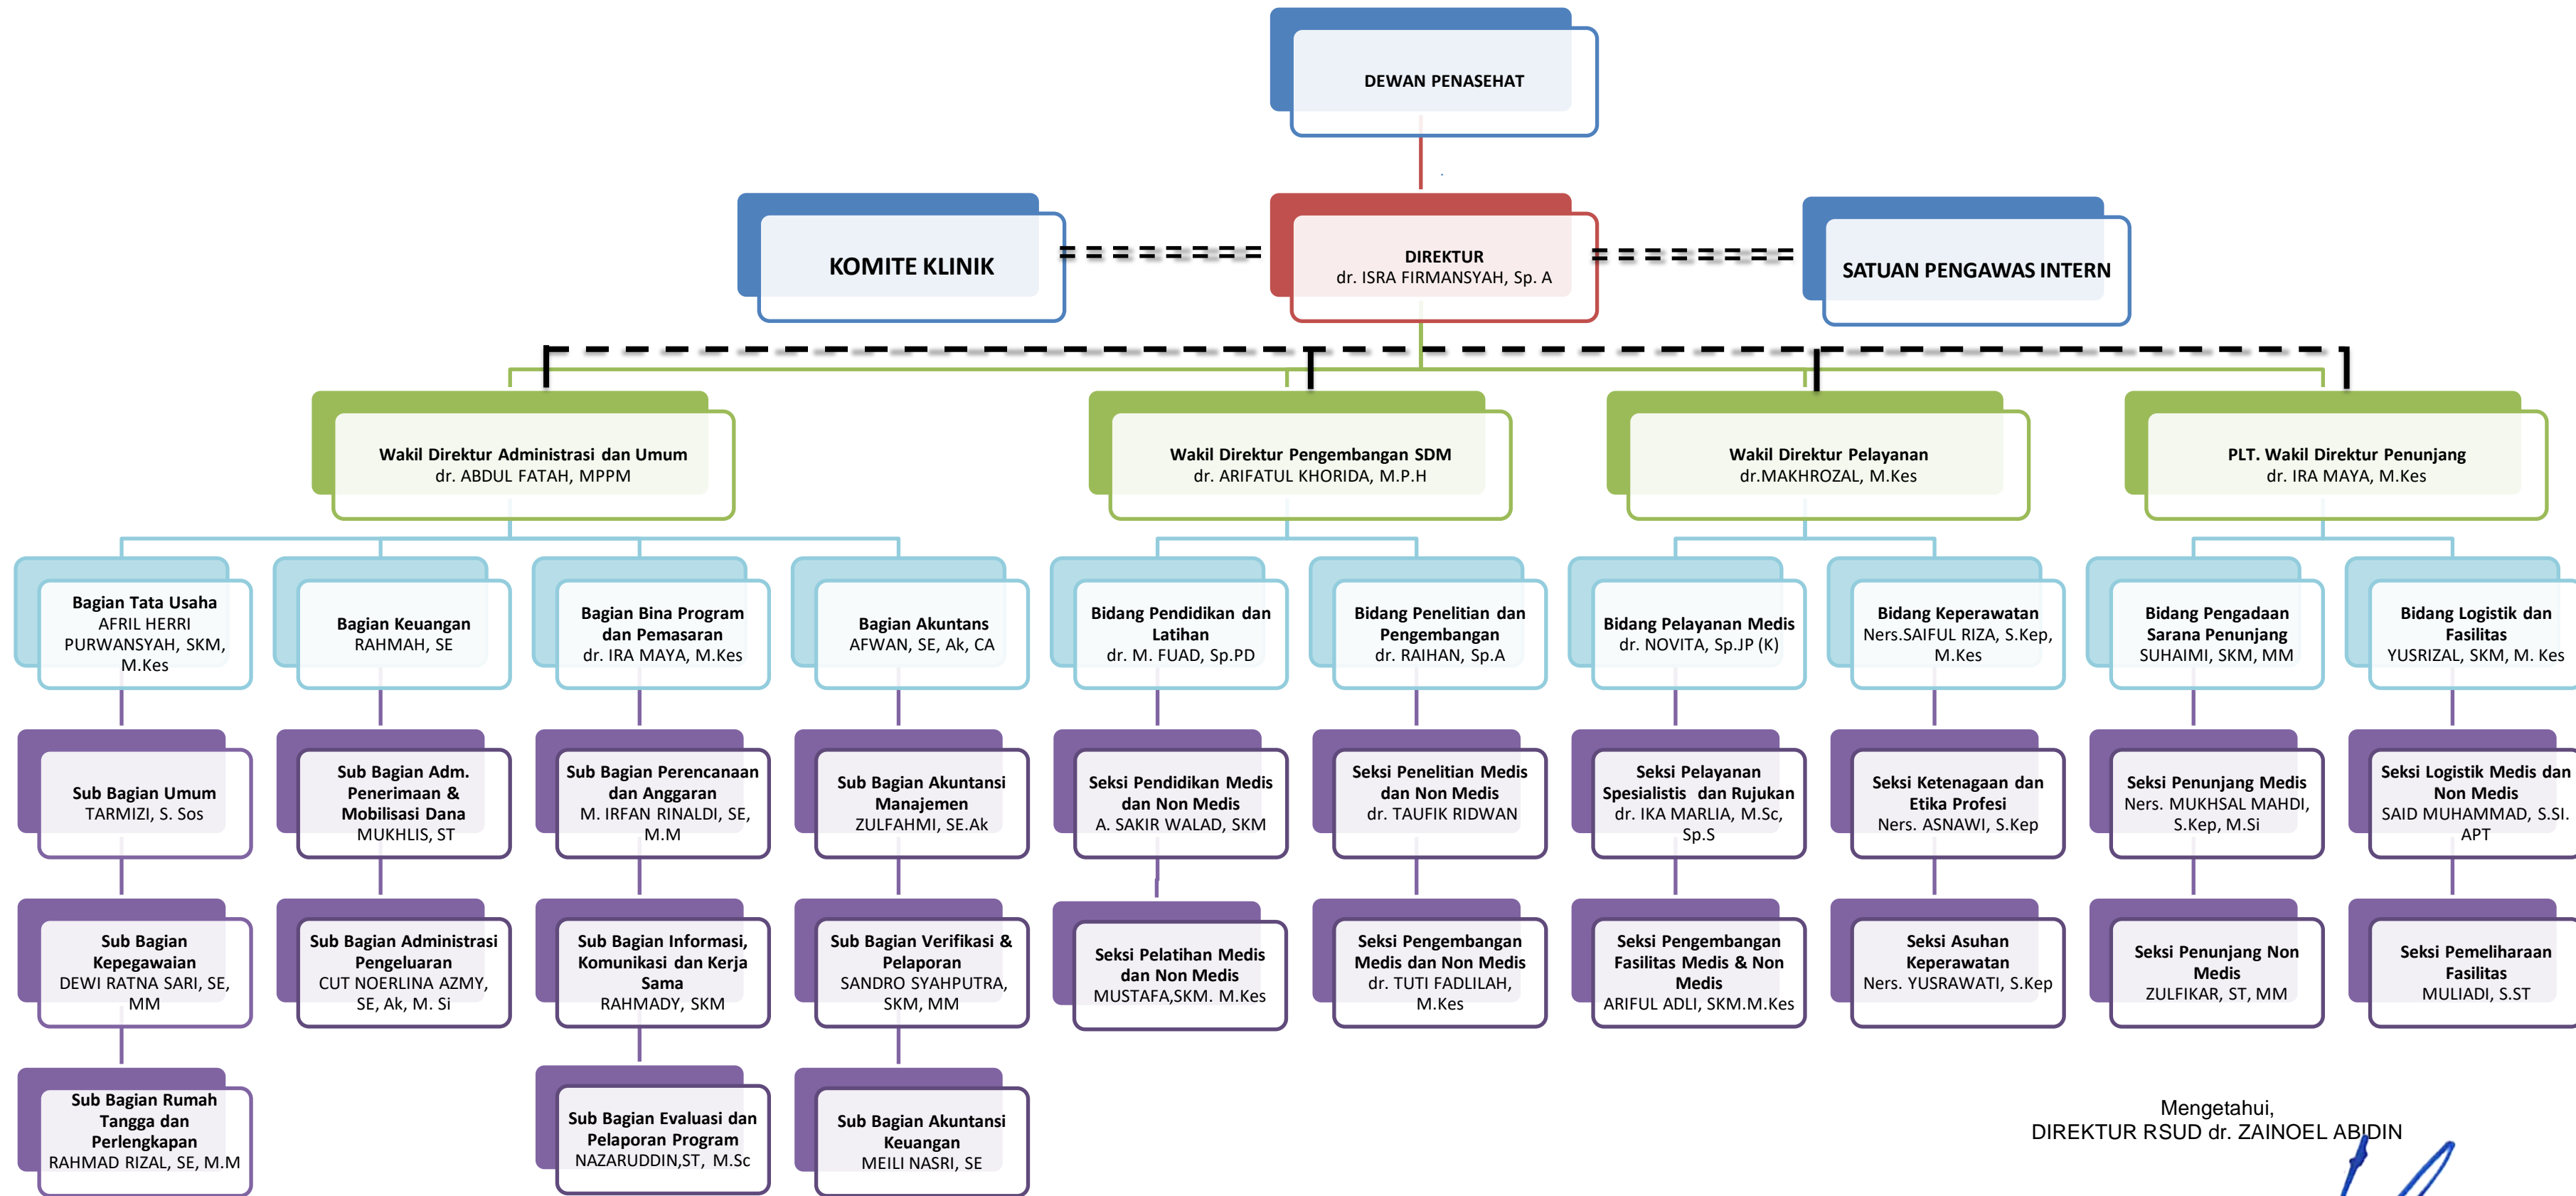 DEWAN PENASEHAT
KOMITE KLINIK
DIREKTUR
dr. ISRA FIRMANSYAH, Sp. A
SATUAN PENGAWAS INTERN
Wakil Direktur Administrasi dan Umum
dr. ABDUL FATAH, MPPM
Wakil Direktur Pengembangan SDM
dr. ARIFATUL KHORIDA, M.P.H
Wakil Direktur Pelayanan
dr.MAKHROZAL, M.Kes
PLT. Wakil Direktur Penunjang
dr. IRA MAYA, M.Kes
Bagian Tata Usaha
AFRIL HERRI
PURWANSYAH, SKM,
M.Kes
Bagian Keuangan
RAHMAH, SE
Bagian Bina Program
dan Pemasaran
dr. IRA MAYA, M.Kes
Bagian Akuntans
AFWAN, SE, Ak, CA
Bidang Pendidikan dan
Latihan
dr. M. FUAD, Sp.PD
Bidang Penelitian dan
Pengembangan
dr. RAIHAN, Sp.A
Bidang Pelayanan Medis
dr. NOVITA, Sp.JP (K)
Bidang Keperawatan
Ners.SAIFUL RIZA, S.Kep,
M.Kes
Bidang Pengadaan
Sarana Penunjang
SUHAIMI, SKM, MM
Bidang Logistik dan
Fasilitas
YUSRIZAL, SKM, M. Kes
Sub Bagian Umum
TARMIZI, S. Sos
Sub Bagian Adm.
Penerimaan &
Mobilisasi Dana
MUKHLIS, ST
Sub Bagian Perencanaan
dan Anggaran
M. IRFAN RINALDI, SE,
M.M
Sub Bagian Akuntansi
Manajemen
ZULFAHMI, SE.Ak
Seksi Pendidikan Medis
dan Non Medis
A. SAKIR WALAD, SKM
Seksi Penelitian Medis
dan Non Medis
dr. TAUFIK RIDWAN
Seksi Pelayanan
Spesialistis dan Rujukan
dr. IKA MARLIA, M.Sc,
Sp.S
Seksi Ketenagaan dan
Etika Profesi
Ners. ASNAWI, S.Kep
Seksi Penunjang Medis
Ners. MUKHSAL MAHDI,
S.Kep, M.Si
Seksi Logistik Medis dan
Non Medis
SAID MUHAMMAD, S.SI.
APT
Sub Bagian
Kepegawaian
DEWI RATNA SARI, SE,
MM
Sub Bagian Administrasi
Pengeluaran
CUT NOERLINA AZMY,
SE, Ak, M. Si
Sub Bagian Informasi,
Komunikasi dan Kerja
Sama
RAHMADY, SKM
Sub Bagian Verifikasi &
Pelaporan
SANDRO SYAHPUTRA,
SKM, MM
Seksi Pelatihan Medis
dan Non Medis
MUSTAFA,SKM. M.Kes
Seksi Pengembangan
Medis dan Non Medis
dr. TUTI FADLILAH,
M.Kes
Seksi Pengembangan
Fasilitas Medis & Non
Medis
ARIFUL ADLI, SKM.M.Kes
Seksi Asuhan
Keperawatan
Ners. YUSRAWATI, S.Kep
Seksi Penunjang Non
Medis
ZULFIKAR, ST, MM
Seksi Pemeliharaan
Fasilitas
MULIADI, S.ST
Sub Bagian Rumah
Tangga dan
Perlengkapan
RAHMAD RIZAL, SE, M.M
Sub Bagian Evaluasi dan
Pelaporan Program
NAZARUDDIN,ST, M.Sc
Sub Bagian Akuntansi
Keuangan
MEILI NASRI, SE
Mengetahui,
DIREKTUR RSUD dr. ZAINOEL ABIDIN